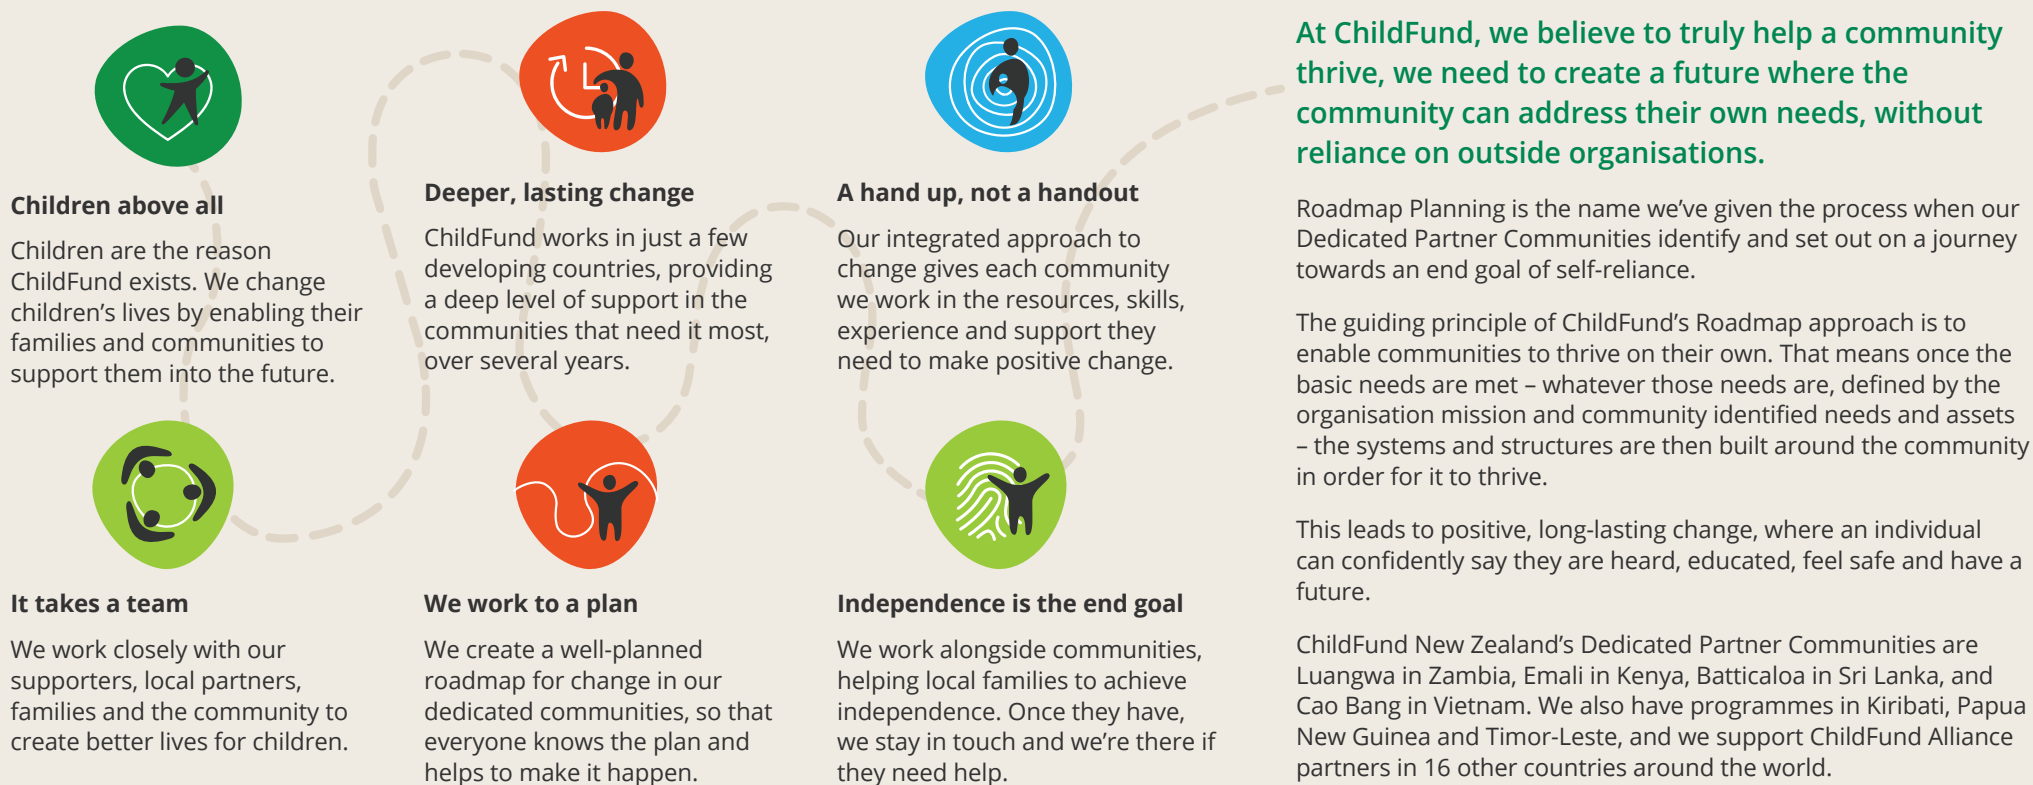 Children above all
Children are the reason
ChildFund exists. We change
children’s lives by enabling their
families and communities to
support them into the future.
It takes a team
We work closely with our
supporters, local partners,
families and the community to
create better lives for children.
Deeper, lasting change
ChildFund works in just a few
developing countries, providing
a deep level of support in the
communities that need it most,
over several years.
We work to a plan
We create a well-planned
roadmap for change in our
dedicated communities, so that
everyone knows the plan and
helps to make it happen.
A hand up, not a handout
Our integrated approach to
change gives each community
we work in the resources, skills,
experience and support they
need to make positive change.
Independence is the end goal
We work alongside communities,
helping local families to achieve
independence. Once they have,
we stay in touch and we’re there if
they need help.
At ChildFund, we believe to truly help a community
thrive, we need to create a future where the
community can address their own needs, without
reliance on outside organisations.
Roadmap Planning is the name we’ve given the process when our
Dedicated Partner Communities identify and set out on a journey
towards an end goal of self-reliance.
The guiding principle of ChildFund’s Roadmap approach is to
enable communities to thrive on their own. That means once the
basic needs are met – whatever those needs are, defined by the
organisation mission and community identified needs and assets
– the systems and structures are then built around the community
in order for it to thrive.
This leads to positive, long-lasting change, where an individual
can confidently say they are heard, educated, feel safe and have a
future.
ChildFund New Zealand’s Dedicated Partner Communities are
Luangwa in Zambia, Emali in Kenya, Batticaloa in Sri Lanka, and
Cao Bang in Vietnam. We also have programmes in Kiribati, Papua
New Guinea and Timor-Leste, and we support ChildFund Alliance
partners in 16 other countries around the world.